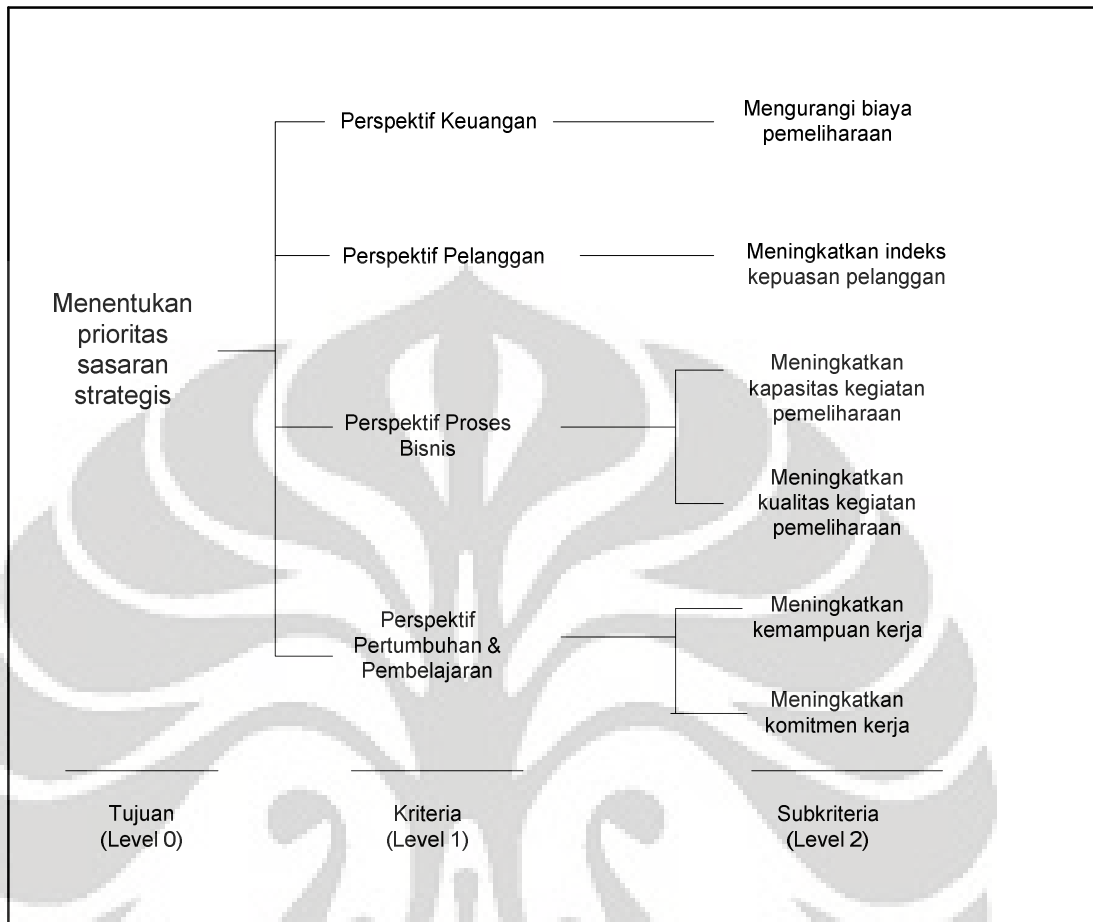 Perspektif Keuangan
Mengurangi biaya
pemeliharaan
Perspektif Pelanggan
Meningkatkan indeks
kepuasan pelanggan
Menentukan
prioritas
sasaran
strategis
Perspektif Proses
Bisnis
Meningkatkan
kapasitas kegiatan
pemeliharaan
Meningkatkan
kualitas kegiatan
pemeliharaan
Perspektif
Pertumbuhan &
Pembelajaran
Meningkatkan
kemampuan kerja
Meningkatkan
komitmen kerja
Tujuan
(Level 0)
Kriteria
(Level 1)
Subkriteria
(Level 2)